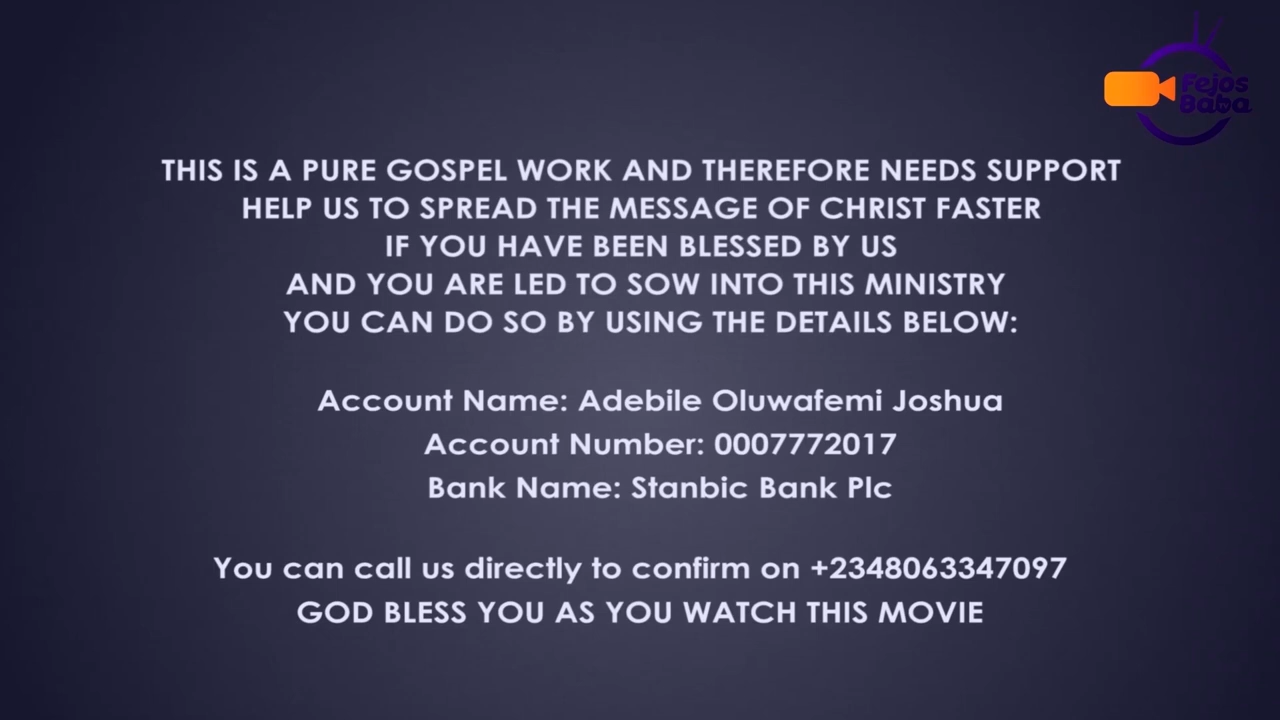 Fejos
Baba
TV
THIS IS A PURE GOSPEL WORK AND THEREFORE NEEDS SUPPORT
HELP US TO SPREAD THE MESSAGE OF CHRIST FASTER
IF YOU HAVE BEEN BLESSED BY US
AND YOU ARE LED TO SOW INTO THIS MINISTRY
YOU CAN DO SO BY USING THE DETAILS BELOW:
Account Name: Adebile Oluwafemi Joshua
Account Number: 0007772017
Bank Name: Stanbic Bank Plc
You can call us directly to confirm on +2348063347097
GOD BLESS YOU AS YOU WATCH THIS MOVIE